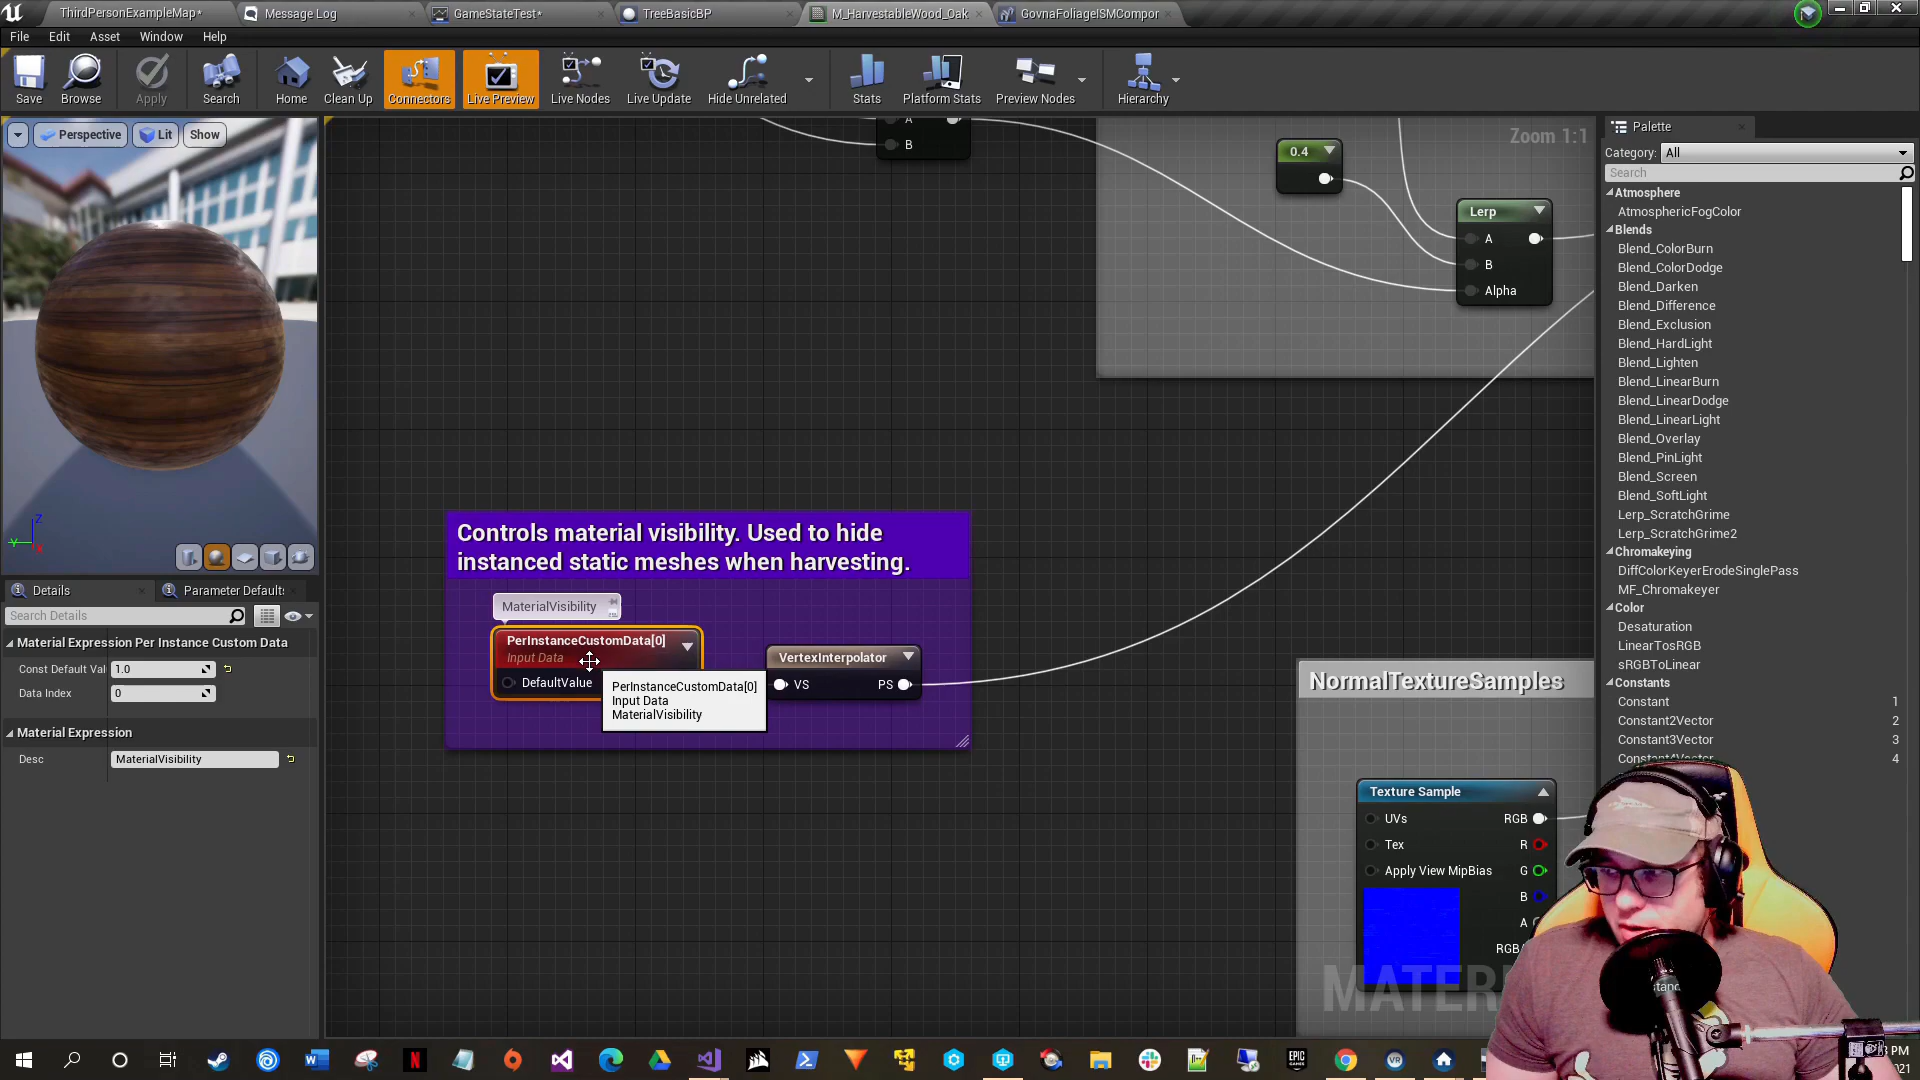 ThirdPersonExampleMap*
Message Log
GameStateTest*
TreeBasicBP
M_HarvestableWood_Oak
GovnaFoliageISMCompor
File Edit Asset Window Help
Save
Browse
Apply
Search
Home
Clean Up
Connectors
Live Preview
Live Nodes
Live Update
Hide Unrelated
Stats
Platform Stats
Preview Nodes
Hierarchy
Perspective
Lit
Show
Z
Y
Details
Parameter Default
Search Details
Material Expression Per Instance Custom Data
Const Default Val 1.0
Data Index 0
Material Expression
Desc MaterialVisibility
A
B
Zoom 1:1
0.4
Lerp
A
B
Alpha
Controls material visibility. Used to hide
instanced static meshes when harvesting.
MaterialVisibility
PerInstanceCustomData[0]
Input Data
DefaultValue
PerInstanceCustomData[0]
Input Data
MaterialVisibility
VertexInterpolator
VS PS
NormalTextureSamples
Texture Sample
UVs RGB
Tex R
Apply View MipBias G
B
A
RGB
MATER
Palette
Category: All
Search
Atmosphere
AtmosphericFogColor
Blends
Blend_ColorBurn
Blend_ColorDodge
Blend_Darken
Blend_Difference
Blend_Exclusion
Blend_HardLight
Blend_Lighten
Blend_LinearBurn
Blend_LinearDodge
Blend_LinearLight
Blend_Overlay
Blend_PinLight
Blend_Screen
Blend_SoftLight
Lerp_ScratchGrime
Lerp_ScratchGrime2
Chromakeying
DiffColorKeyerErodeSinglePass
MF_Chromakeyer
Color
Desaturation
LinearTosRGB
sRGBToLinear
Constants
Constant 1
Constant2Vector 2
Constant3Vector 3
Constant4Vector 4
EPIC
GAMES
PM